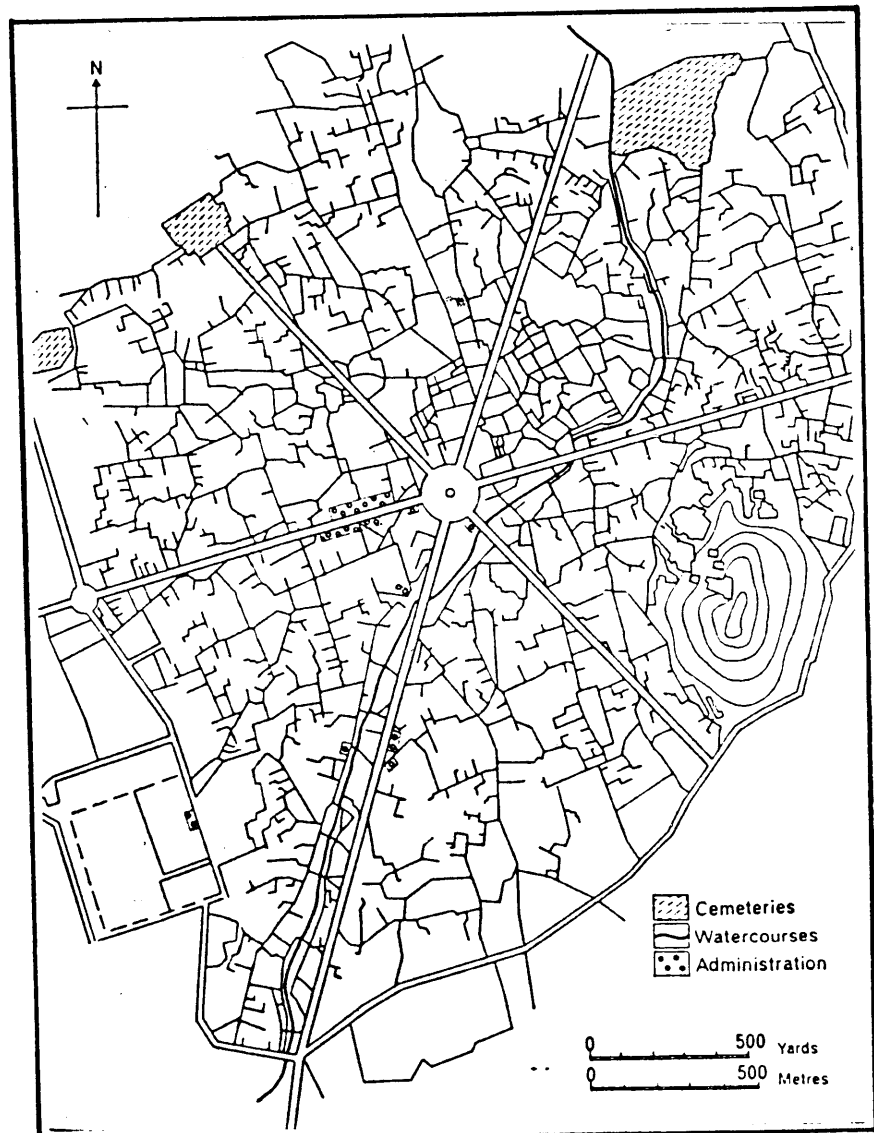 N
Cemeteries
Watercourses
Administration
0 500 Yards
0 500 Metres